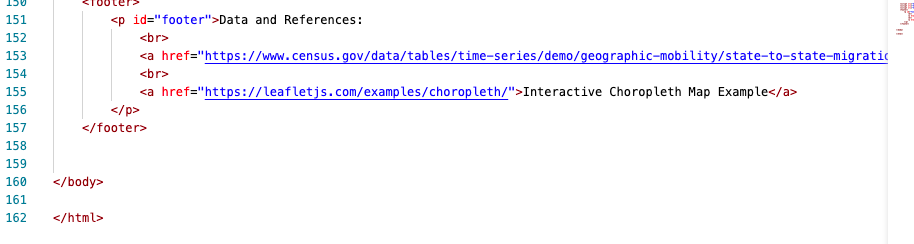 150 <footer>
151 <p id="footer">Data and References:
152 <br>
153 <a href="https://www.census.gov/data/tables/time-series/demo/geographic-mobility/state-to-state-migratio
154 <br>
155 <a href="https://leafletjs.com/examples/choropleth/">Interactive Choropleth Map Example</a>
156 </p>
157 </footer>
158
159
160 </body>
161
162 </html>